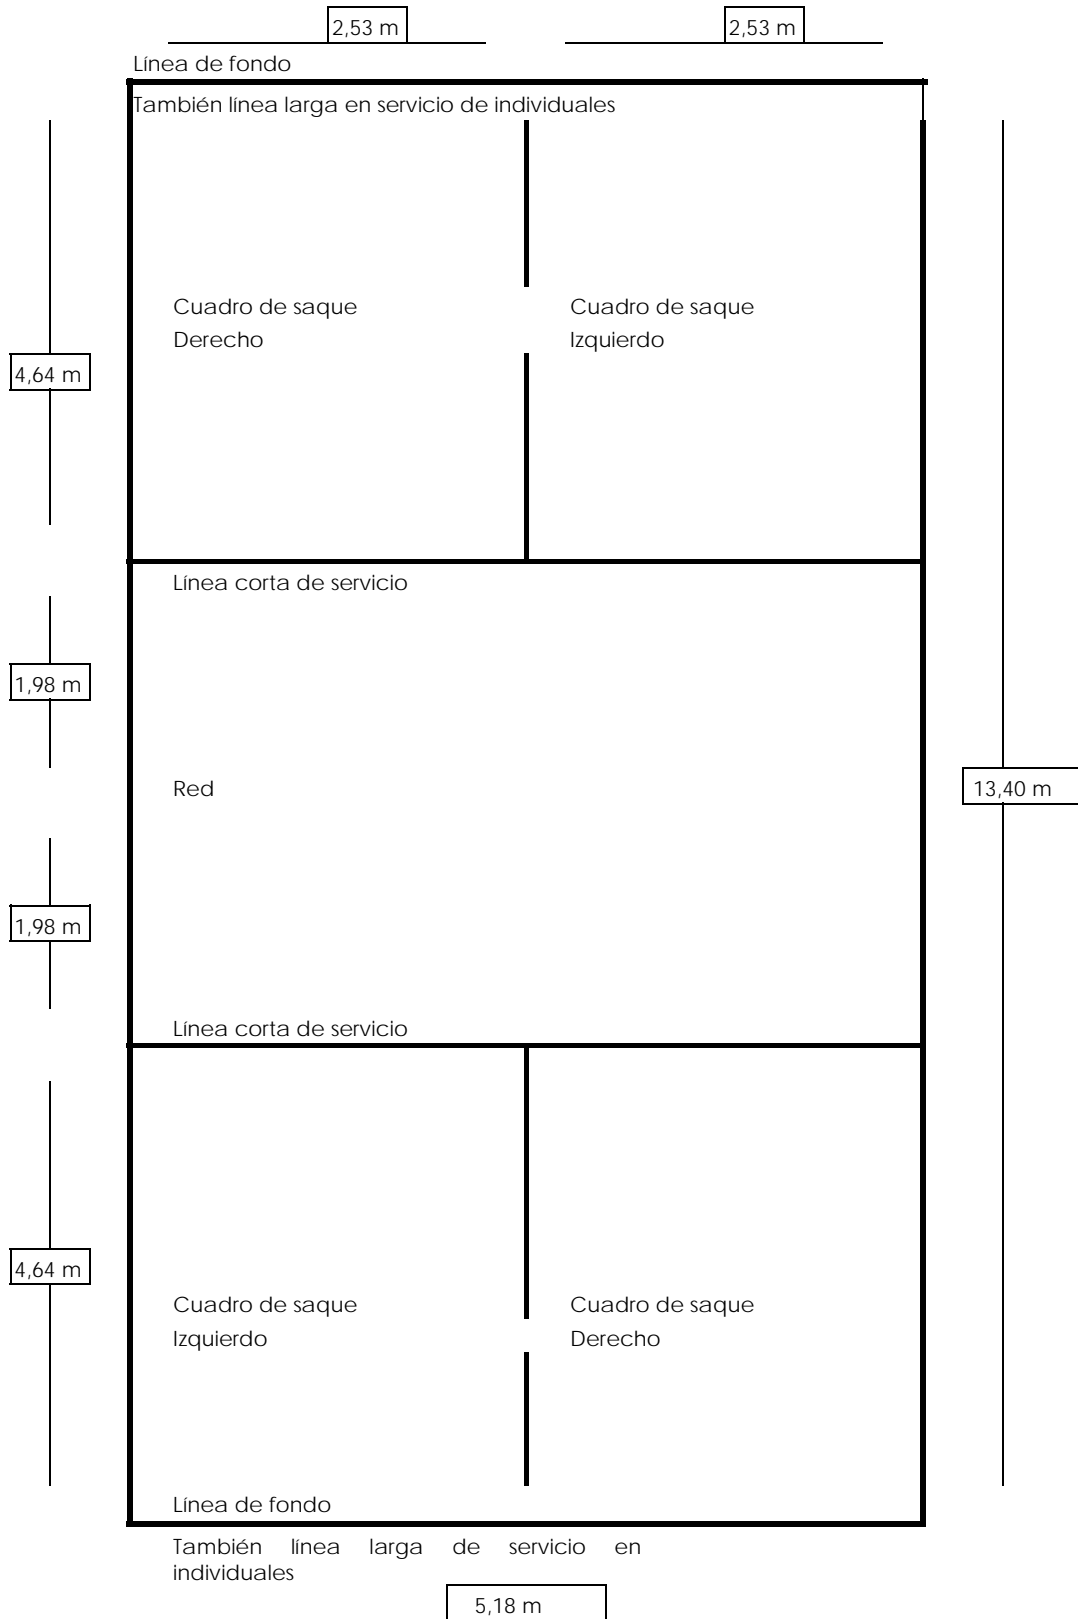 2,53 m
2,53 m
Línea de fondo
También línea larga en servicio de individuales
Cuadro de saque
Derecho
Cuadro de saque
Izquierdo
4,64 m
Línea corta de servicio
1,98 m
Red
13,40 m
1,98 m
Línea corta de servicio
4,64 m
Cuadro de saque
Izquierdo
Cuadro de saque
Derecho
Línea de fondo
También línea larga de servicio en
individuales
5,18 m